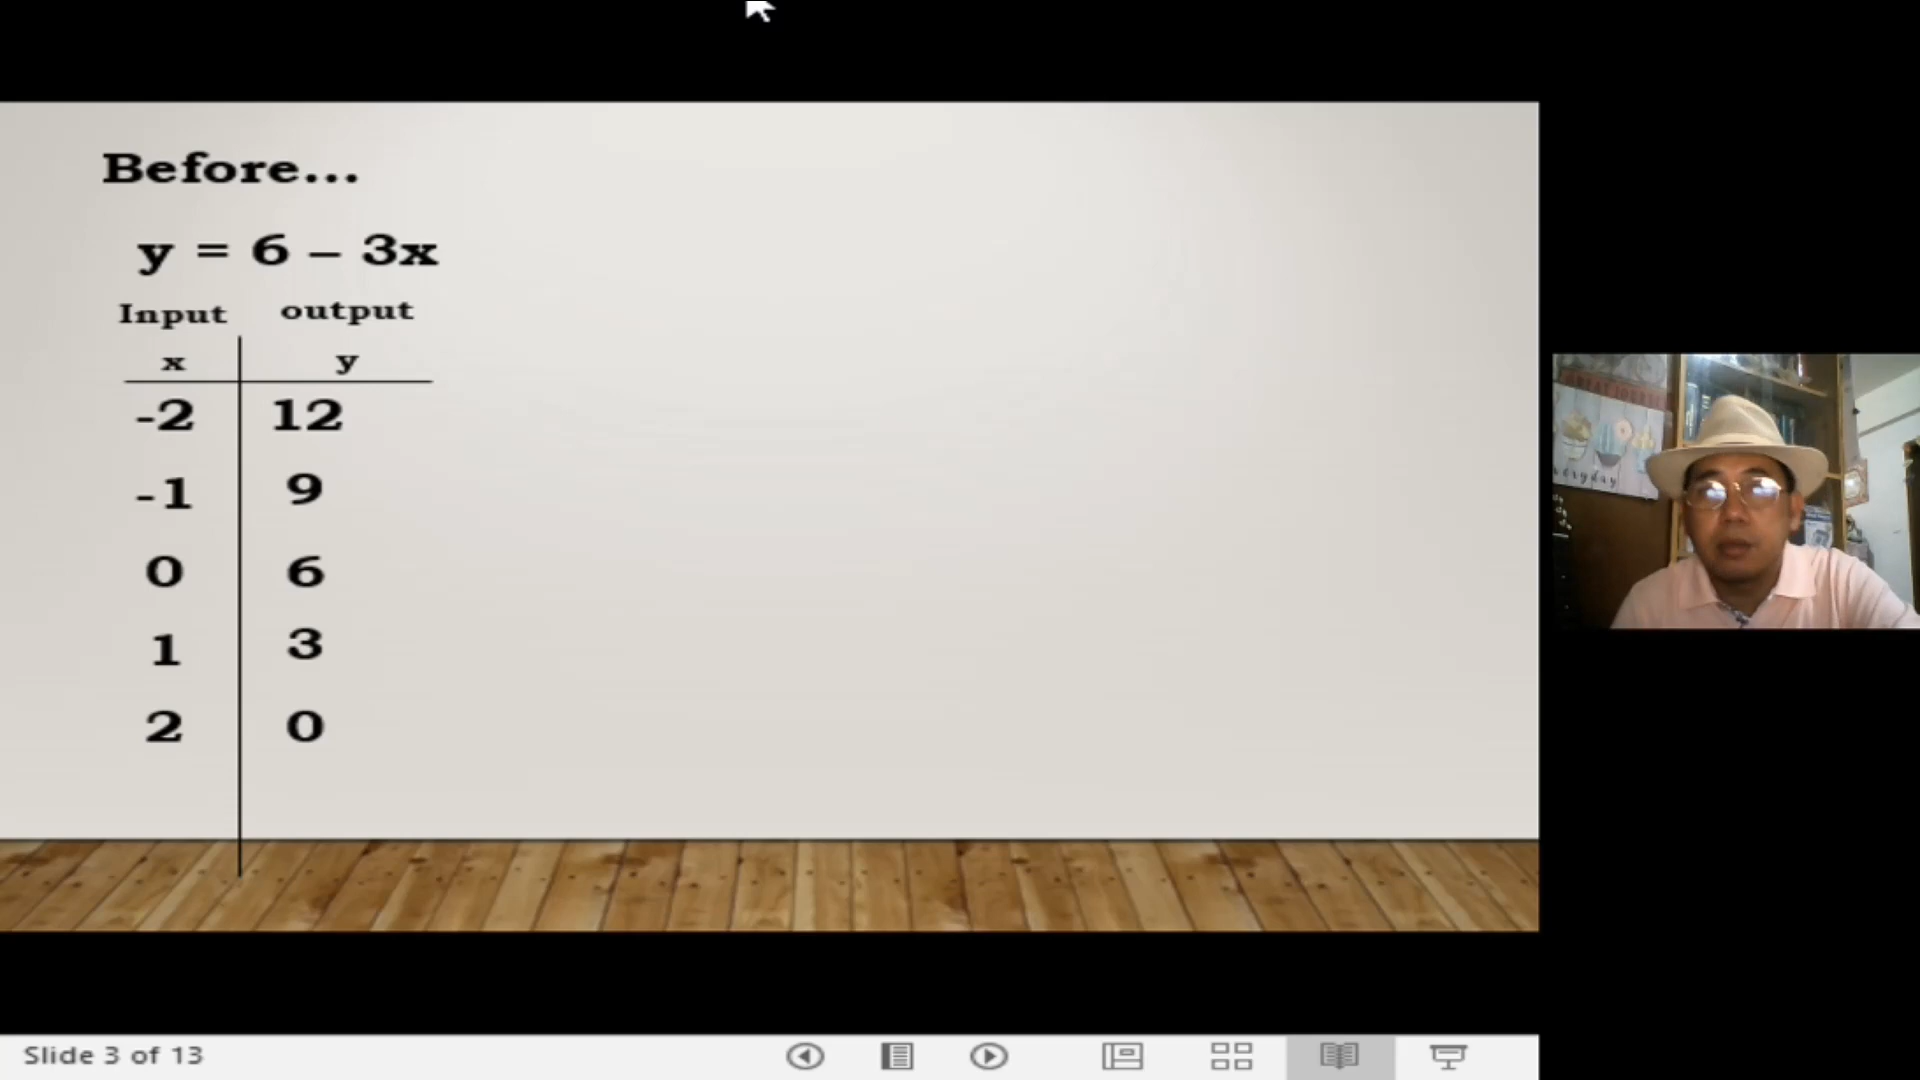 Before...
y = 6 – 3x
Input output
x y
-2 12
-1 9
0 6
1 3
2 0
Slide 3 of 13